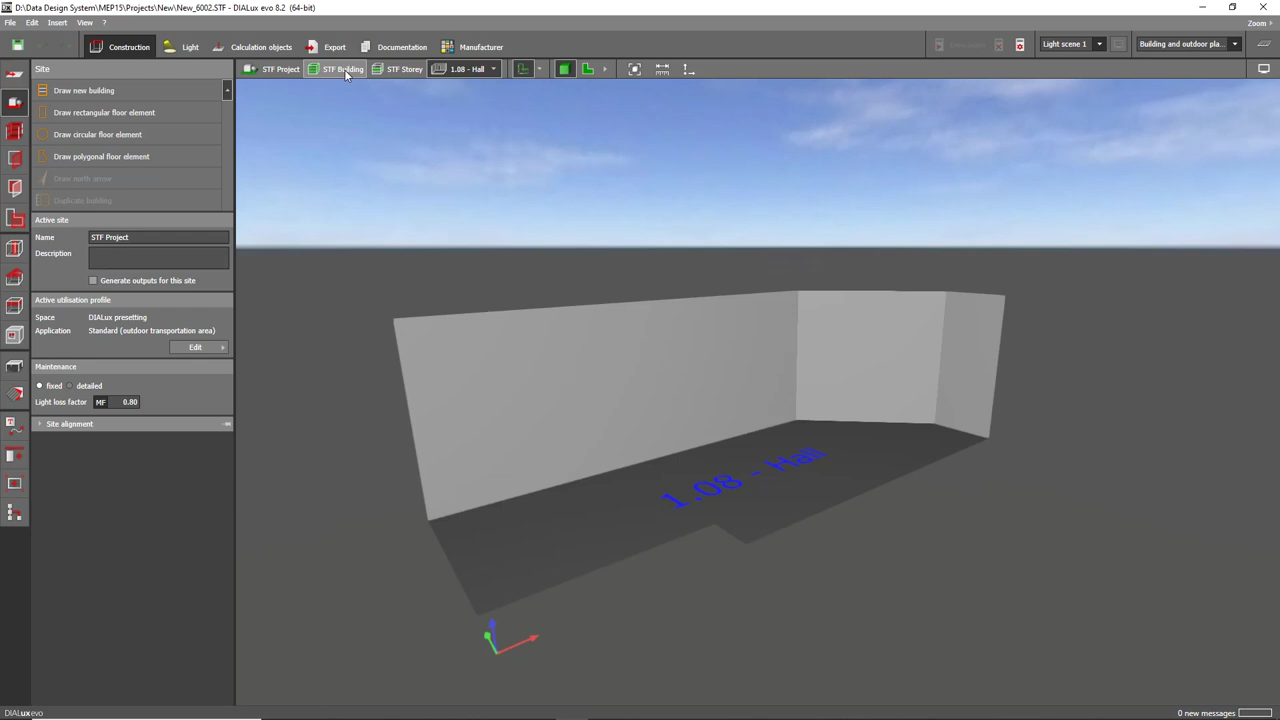 D:\Data Design System\MEP15\Projects\New\New_6002.STF - DIALux evo 8.2 (64-bit)
File Edit Insert View ?
Zoom
Construction Light Calculation objects Export Documentation Manufacturer
Light scene 1 Building and outdoor pla...
Site
STF Project STF Building STF Storey 1.08 - Hall
Draw new building
Draw rectangular floor element
Draw circular floor element
Draw polygonal floor element
Draw north arrow
Duplicate building
Active site
Name STF Project
Description
Generate outputs for this site
Active utilisation profile
Space DIALux presetting
Application Standard (outdoor transportation area)
Edit
Maintenance
fixed detailed
Light loss factor MF 0.80
Site alignment
1.08 - Hall
DIALux evo
0 new messages